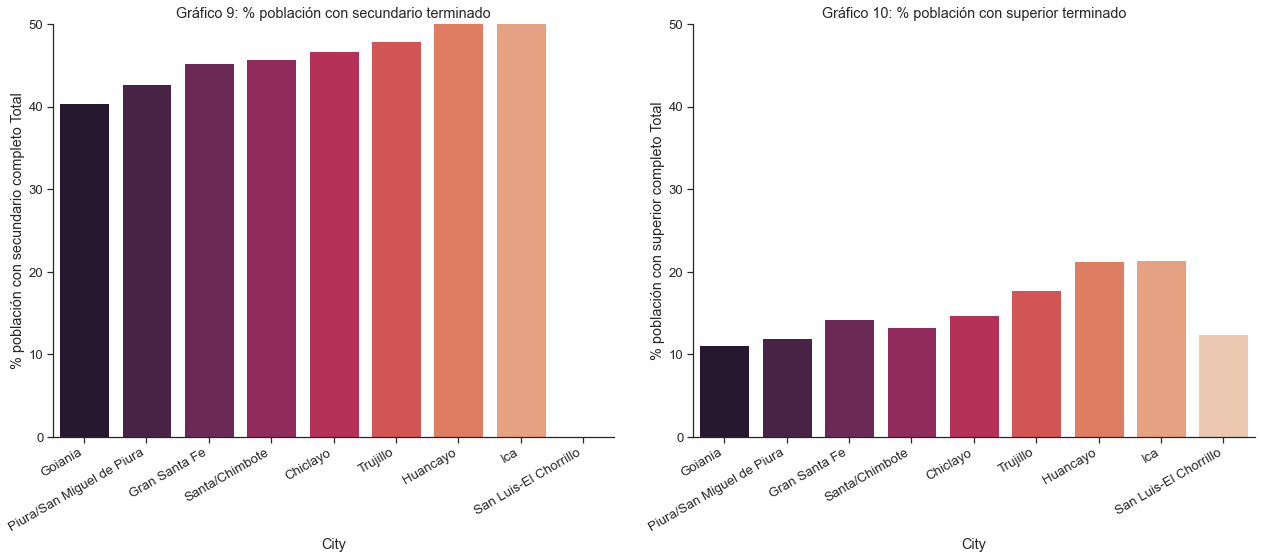 Gráfico 9: % población con secundario terminado
% población con secundario completo Total
50
40
30
20
10
0
Goiania
Piura/San Miguel de Piura
Gran Santa Fe
Santa/Chimbote
Chiclayo
Trujillo
Huancayo
Ica
San Luis-El Chorrillo
City
Gráfico 10: % población con superior terminado
% población con superior completo Total
50
40
30
20
10
0
Goiania
Piura/San Miguel de Piura
Gran Santa Fe
Santa/Chimbote
Chiclayo
Trujillo
Huancayo
Ica
San Luis-El Chorrillo
City